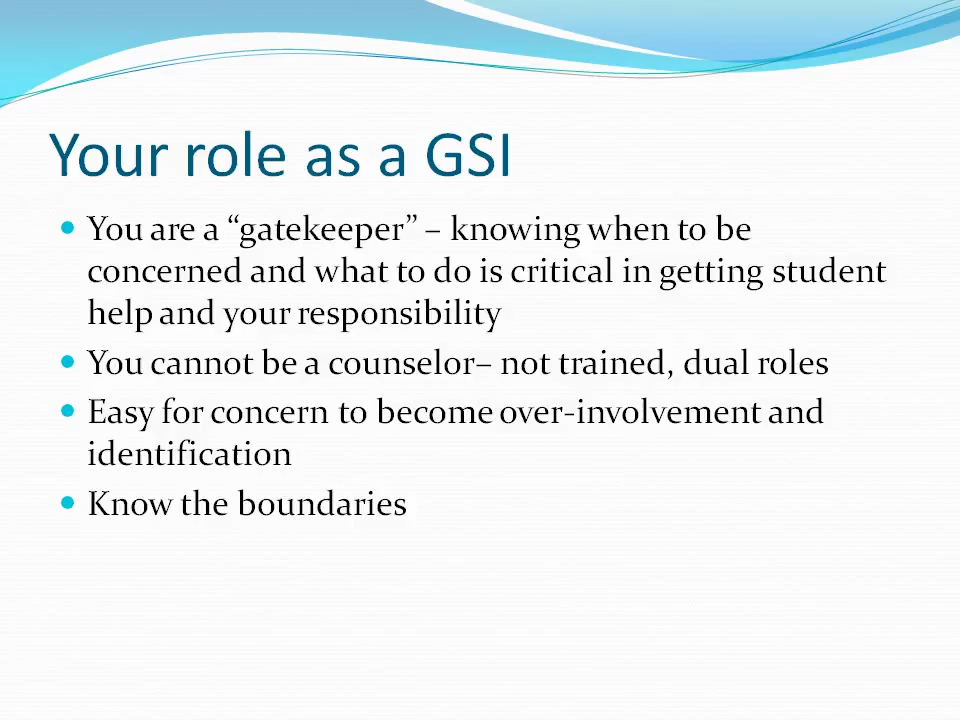 Your role as a GSI
You are a “gatekeeper” – knowing when to be
concerned and what to do is critical in getting student
help and your responsibility
You cannot be a counselor– not trained, dual roles
Easy for concern to become over-involvement and
identification
Know the boundaries